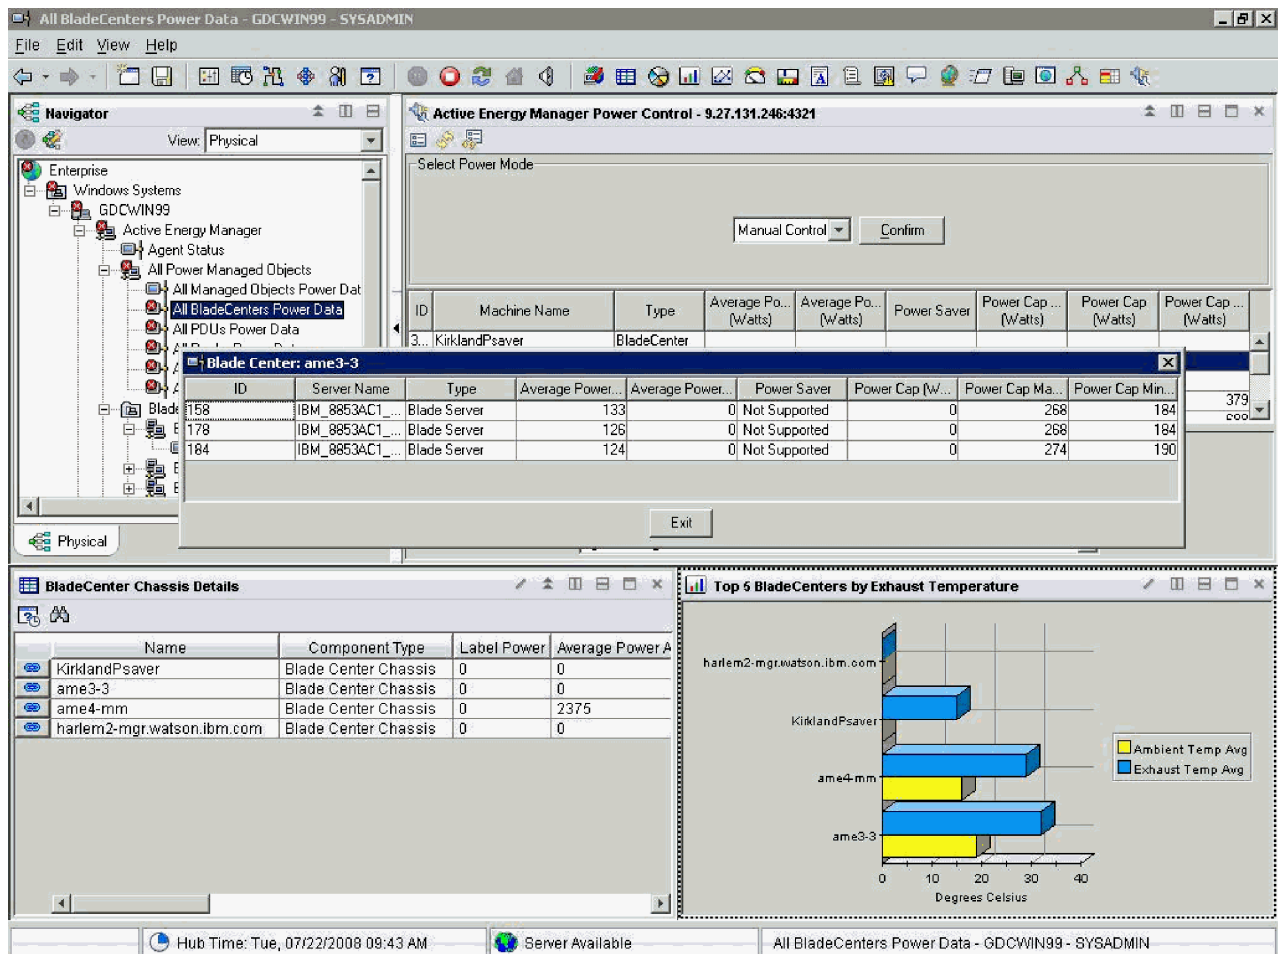 All BladeCenters Power Data - GDCWIN99 - SYSADMIN
File Edit View Help
Navigator
View: Physical
Enterprise
Windows Systems
GDCWIN99
Active Energy Manager
Agent Status
All Power Managed Objects
All Managed Objects Power Dat
All BladeCenters Power Data
All PDUs Power Data
Blade
Physical
Active Energy Manager Power Control - 9.27.131.246:4321
Select Power Mode
Manual Control Confirm
ID Machine Name Type Average Po... (Watts) Average Po... (Watts) Power Saver Power Cap ... (Watts) Power Cap (Watts) Power Cap ... (Watts)
3... KirklandPsaver BladeCenter
379
Blade Center: ame3-3
ID Server Name Type Average Power... Average Power... Power Saver Power Cap (W... Power Cap Ma... Power Cap Min...
158 IBM_8853AC1_... Blade Server 133 0 Not Supported 0 268 184
178 IBM_8853AC1_... Blade Server 126 0 Not Supported 0 268 184
184 IBM_8853AC1_... Blade Server 124 0 Not Supported 0 274 190
Exit
BladeCenter Chassis Details
Name Component Type Label Power Average Power A
KirklandPsaver Blade Center Chassis 0 0
ame3-3 Blade Center Chassis 0 0
ame4-mm Blade Center Chassis 0 2375
harlem2-mgr.watson.ibm.com Blade Center Chassis 0 0
Top 5 BladeCenters by Exhaust Temperature
harlem2-mgr.watson.ibm.com
KirklandPsaver
ame4-mm
ame3-3
0 10 20 30 40
Degrees Celsius
Ambient Temp Avg
Exhaust Temp Avg
Hub Time: Tue, 07/22/2008 09:43 AM
Server Available
All BladeCenters Power Data - GDCWIN99 - SYSADMIN